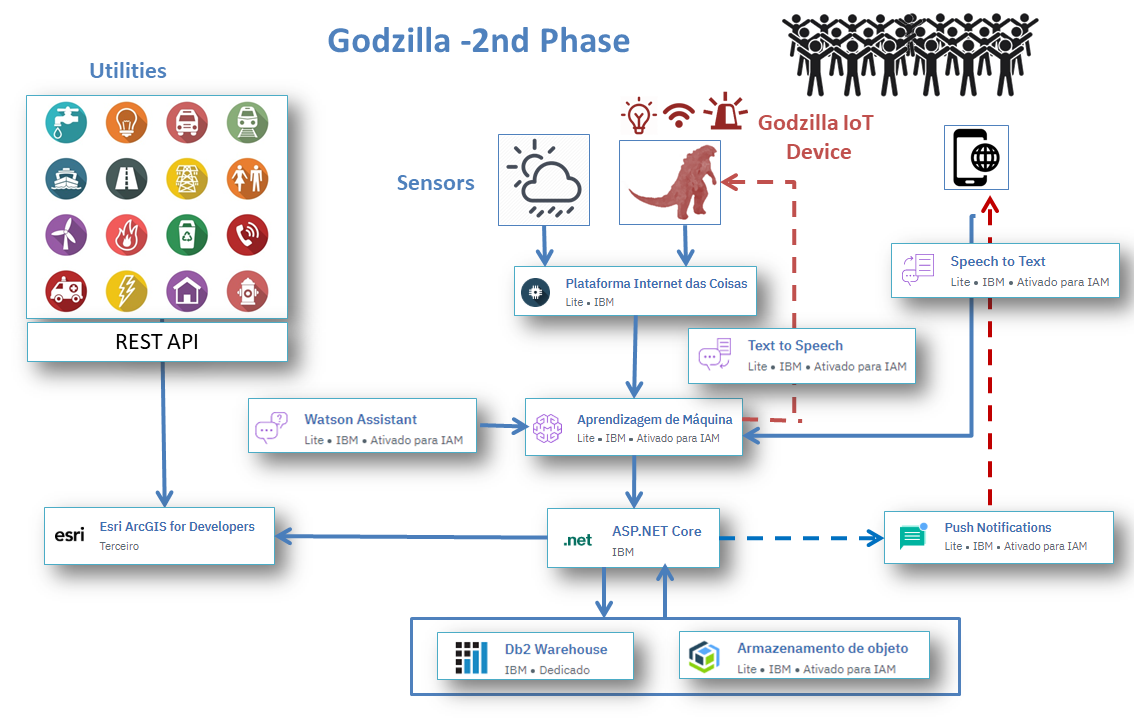 Godzilla -2nd Phase
Utilities
Godzilla IoT
Device
Sensors
Plataforma Internet das Coisas
Lite • IBM
Speech to Text
Lite • IBM • Ativado para IAM
REST API
Text to Speech
Lite • IBM • Ativado para IAM
Watson Assistant
Lite • IBM • Ativado para IAM
Aprendizagem de Máquina
Lite • IBM • Ativado para IAM
esri
Esri ArcGIS for Developers
Terceiro
.net
ASP.NET Core
IBM
Push Notifications
Lite • IBM • Ativado para IAM
Db2 Warehouse
IBM • Dedicado
Armazenamento de objeto
Lite • IBM • Ativado para IAM